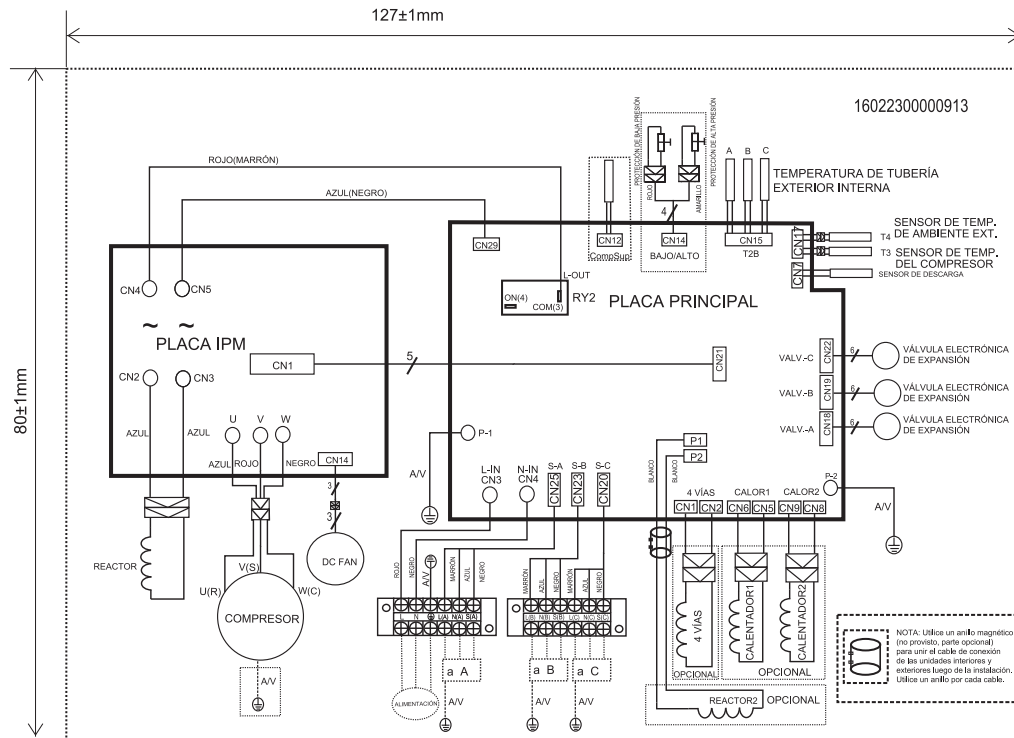 127±1mm
80±1mm
16022300000913
ROJO(MARRÓN)
AZUL(NEGRO)
PROTECCIÓN DE BAJA PRESIÓN
PROTECCIÓN DE ALTA PRESIÓN
ROJO
AMARILLO
4
A
B
C
TEMPERATURA DE TUBERÍA
EXTERIOR INTERNA
CN29
CN12
CompSup
CN14
BAJO/ALTO
CN15
T2B
CN17
CN7
T4
SENSOR DE TEMP.
DE AMBIENTE EXT.
T3
SENSOR DE TEMP.
DEL COMPRESOR
SENSOR DE DESCARGA
CN4
CN5
~
~
PLACA IPM
CN1
5
CN21
CN2
CN3
L-OUT
ON(4)
COM(3)
RY2
PLACA PRINCIPAL
VALV.-C
CN22
6
VÁLVULA ELECTRÓNICA
DE EXPANSIÓN
VALV.-B
CN19
6
VÁLVULA ELECTRÓNICA
DE EXPANSIÓN
VALV.-A
CN18
6
VÁLVULA ELECTRÓNICA
DE EXPANSIÓN
AZUL
AZUL
U
V
W
AZUL
ROJO
NEGRO
CN14
3
3
DC FAN
P-1
A/V
L-IN
CN3
N-IN
CN4
S-A
CN25
S-B
CN23
S-C
CN20
P1
P2
BLANCO
BLANCO
P-2
A/V
4 VÍAS
CN1
CN2
CALOR1
CN6
CN5
CALOR2
CN9
CN8
REACTOR
V(S)
U(R)
W(C)
COMPRESOR
A/V
ROJO
NEGRO
A/V
MARRÓN
AZUL
NEGRO
L
N
L(A)
N(A)
S(A)
MARRÓN
AZUL
NEGRO
MARRÓN
AZUL
NEGRO
L(B)
N(B)
S(B)
L(C)
N(C)
S(C)
a A
a B
a C
ALIMENTACIÓN
A/V
A/V
A/V
4 VÍAS
OPCIONAL
CALENTADOR1
CALENTADOR2
OPCIONAL
REACTOR2
OPCIONAL
NOTA: Utilice un anillo magnético
(no provisto, parte opcional)
para unir el cable de conexión
de las unidades interiores y
exteriores luego de la instalación.
Utilice un anillo por cada cable.